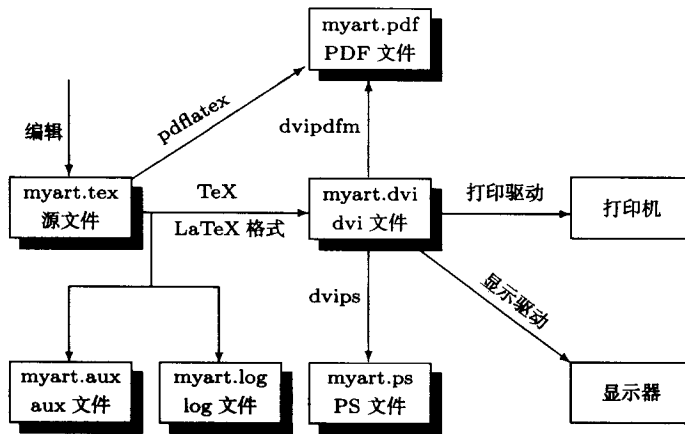 myart.pdf
PDF 文件
编辑
pdflatex
dvipdfm
myart.tex
源文件
TeX
LaTeX 格式
myart.dvi
dvi 文件
打印驱动
打印机
dvips
显示驱动
myart.aux
aux 文件
myart.log
log 文件
myart.ps
PS 文件
显示器